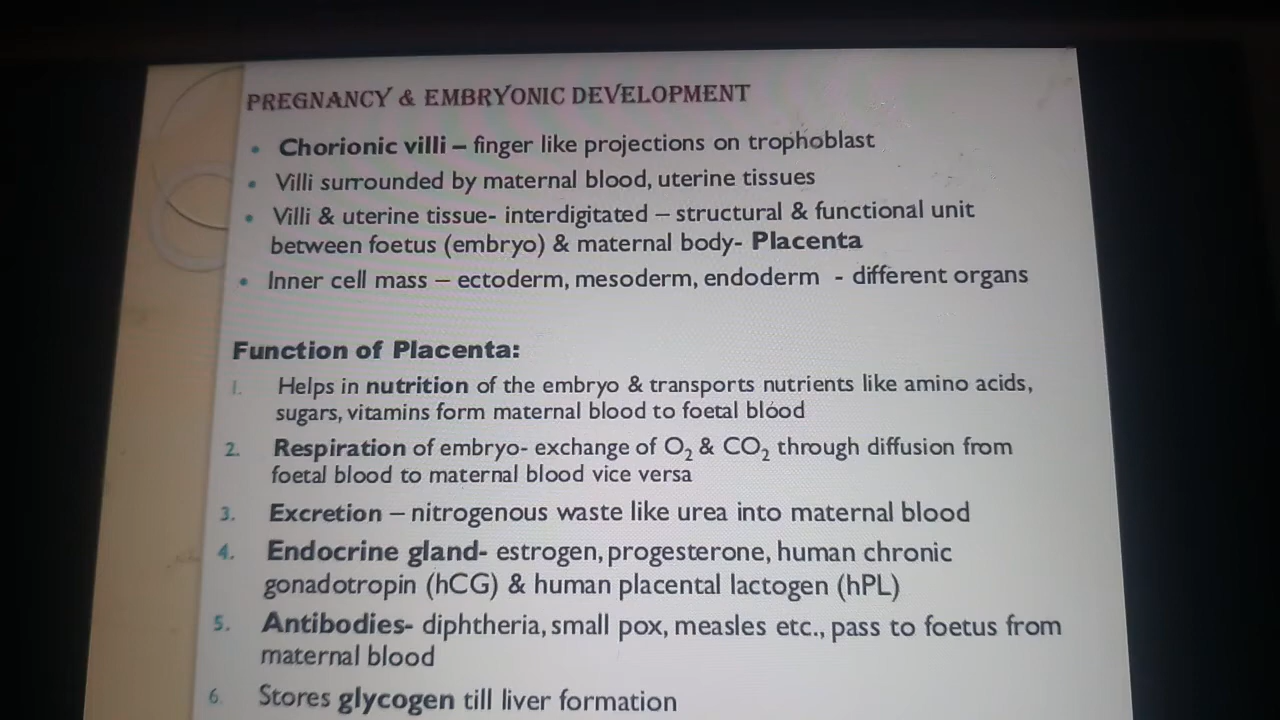 PREGNANCY & EMBRYONIC DEVELOPMENT
• Chorionic villi – finger like projections on trophoblast
• Villi surrounded by maternal blood, uterine tissues
• Villi & uterine tissue- interdigitated – structural & functional unit
between foetus (embryo) & maternal body- Placenta
• Inner cell mass – ectoderm, mesoderm, endoderm - different organs
Function of Placenta:
1. Helps in nutrition of the embryo & transports nutrients like amino acids,
sugars, vitamins form maternal blood to foetal blood
2. Respiration of embryo- exchange of O₂ & CO₂ through diffusion from
foetal blood to maternal blood vice versa
3. Excretion – nitrogenous waste like urea into maternal blood
4. Endocrine gland- estrogen, progesterone, human chronic
gonadotropin (hCG) & human placental lactogen (hPL)
5. Antibodies- diphtheria, small pox, measles etc., pass to foetus from
maternal blood
6. Stores glycogen till liver formation